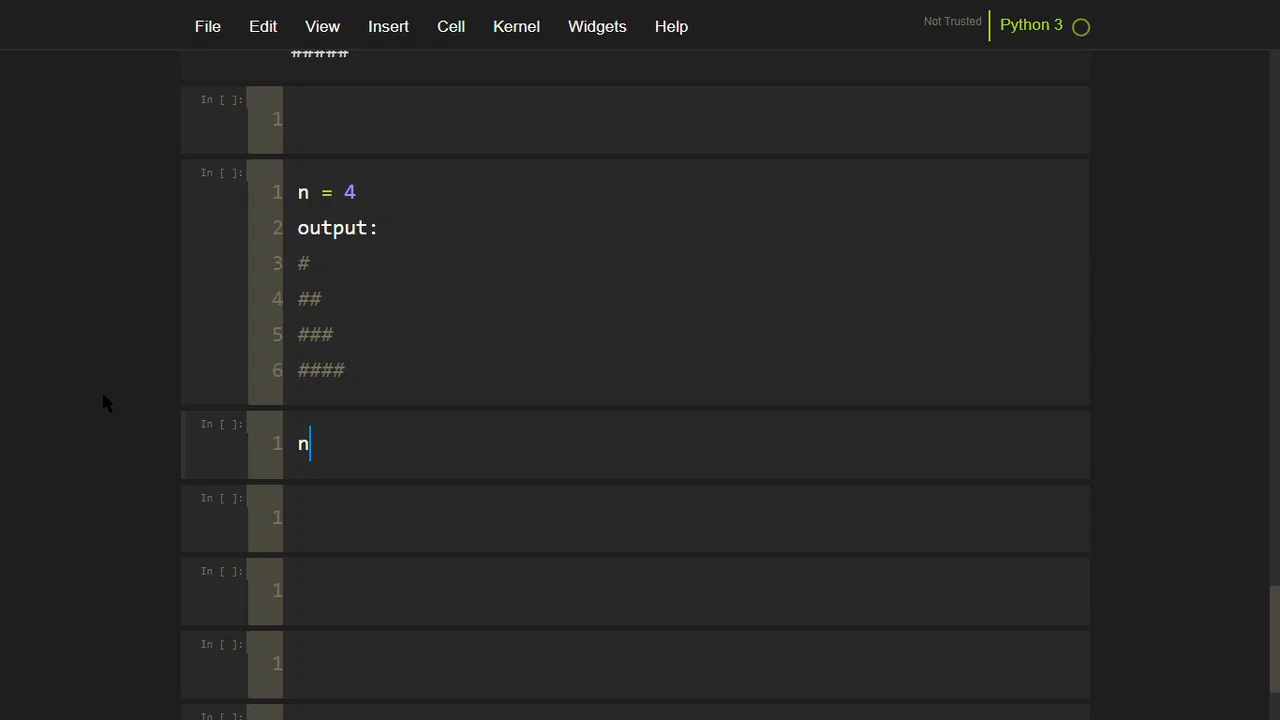 File Edit View Insert Cell Kernel Widgets Help Not Trusted Python 3
#####
In [ ]:
1
In [ ]:
1 n = 4
2 output:
3 #
4 ##
5 ###
6 ####
In [ ]:
1 n
In [ ]:
1
In [ ]:
1
In [ ]:
1
In [ ]: